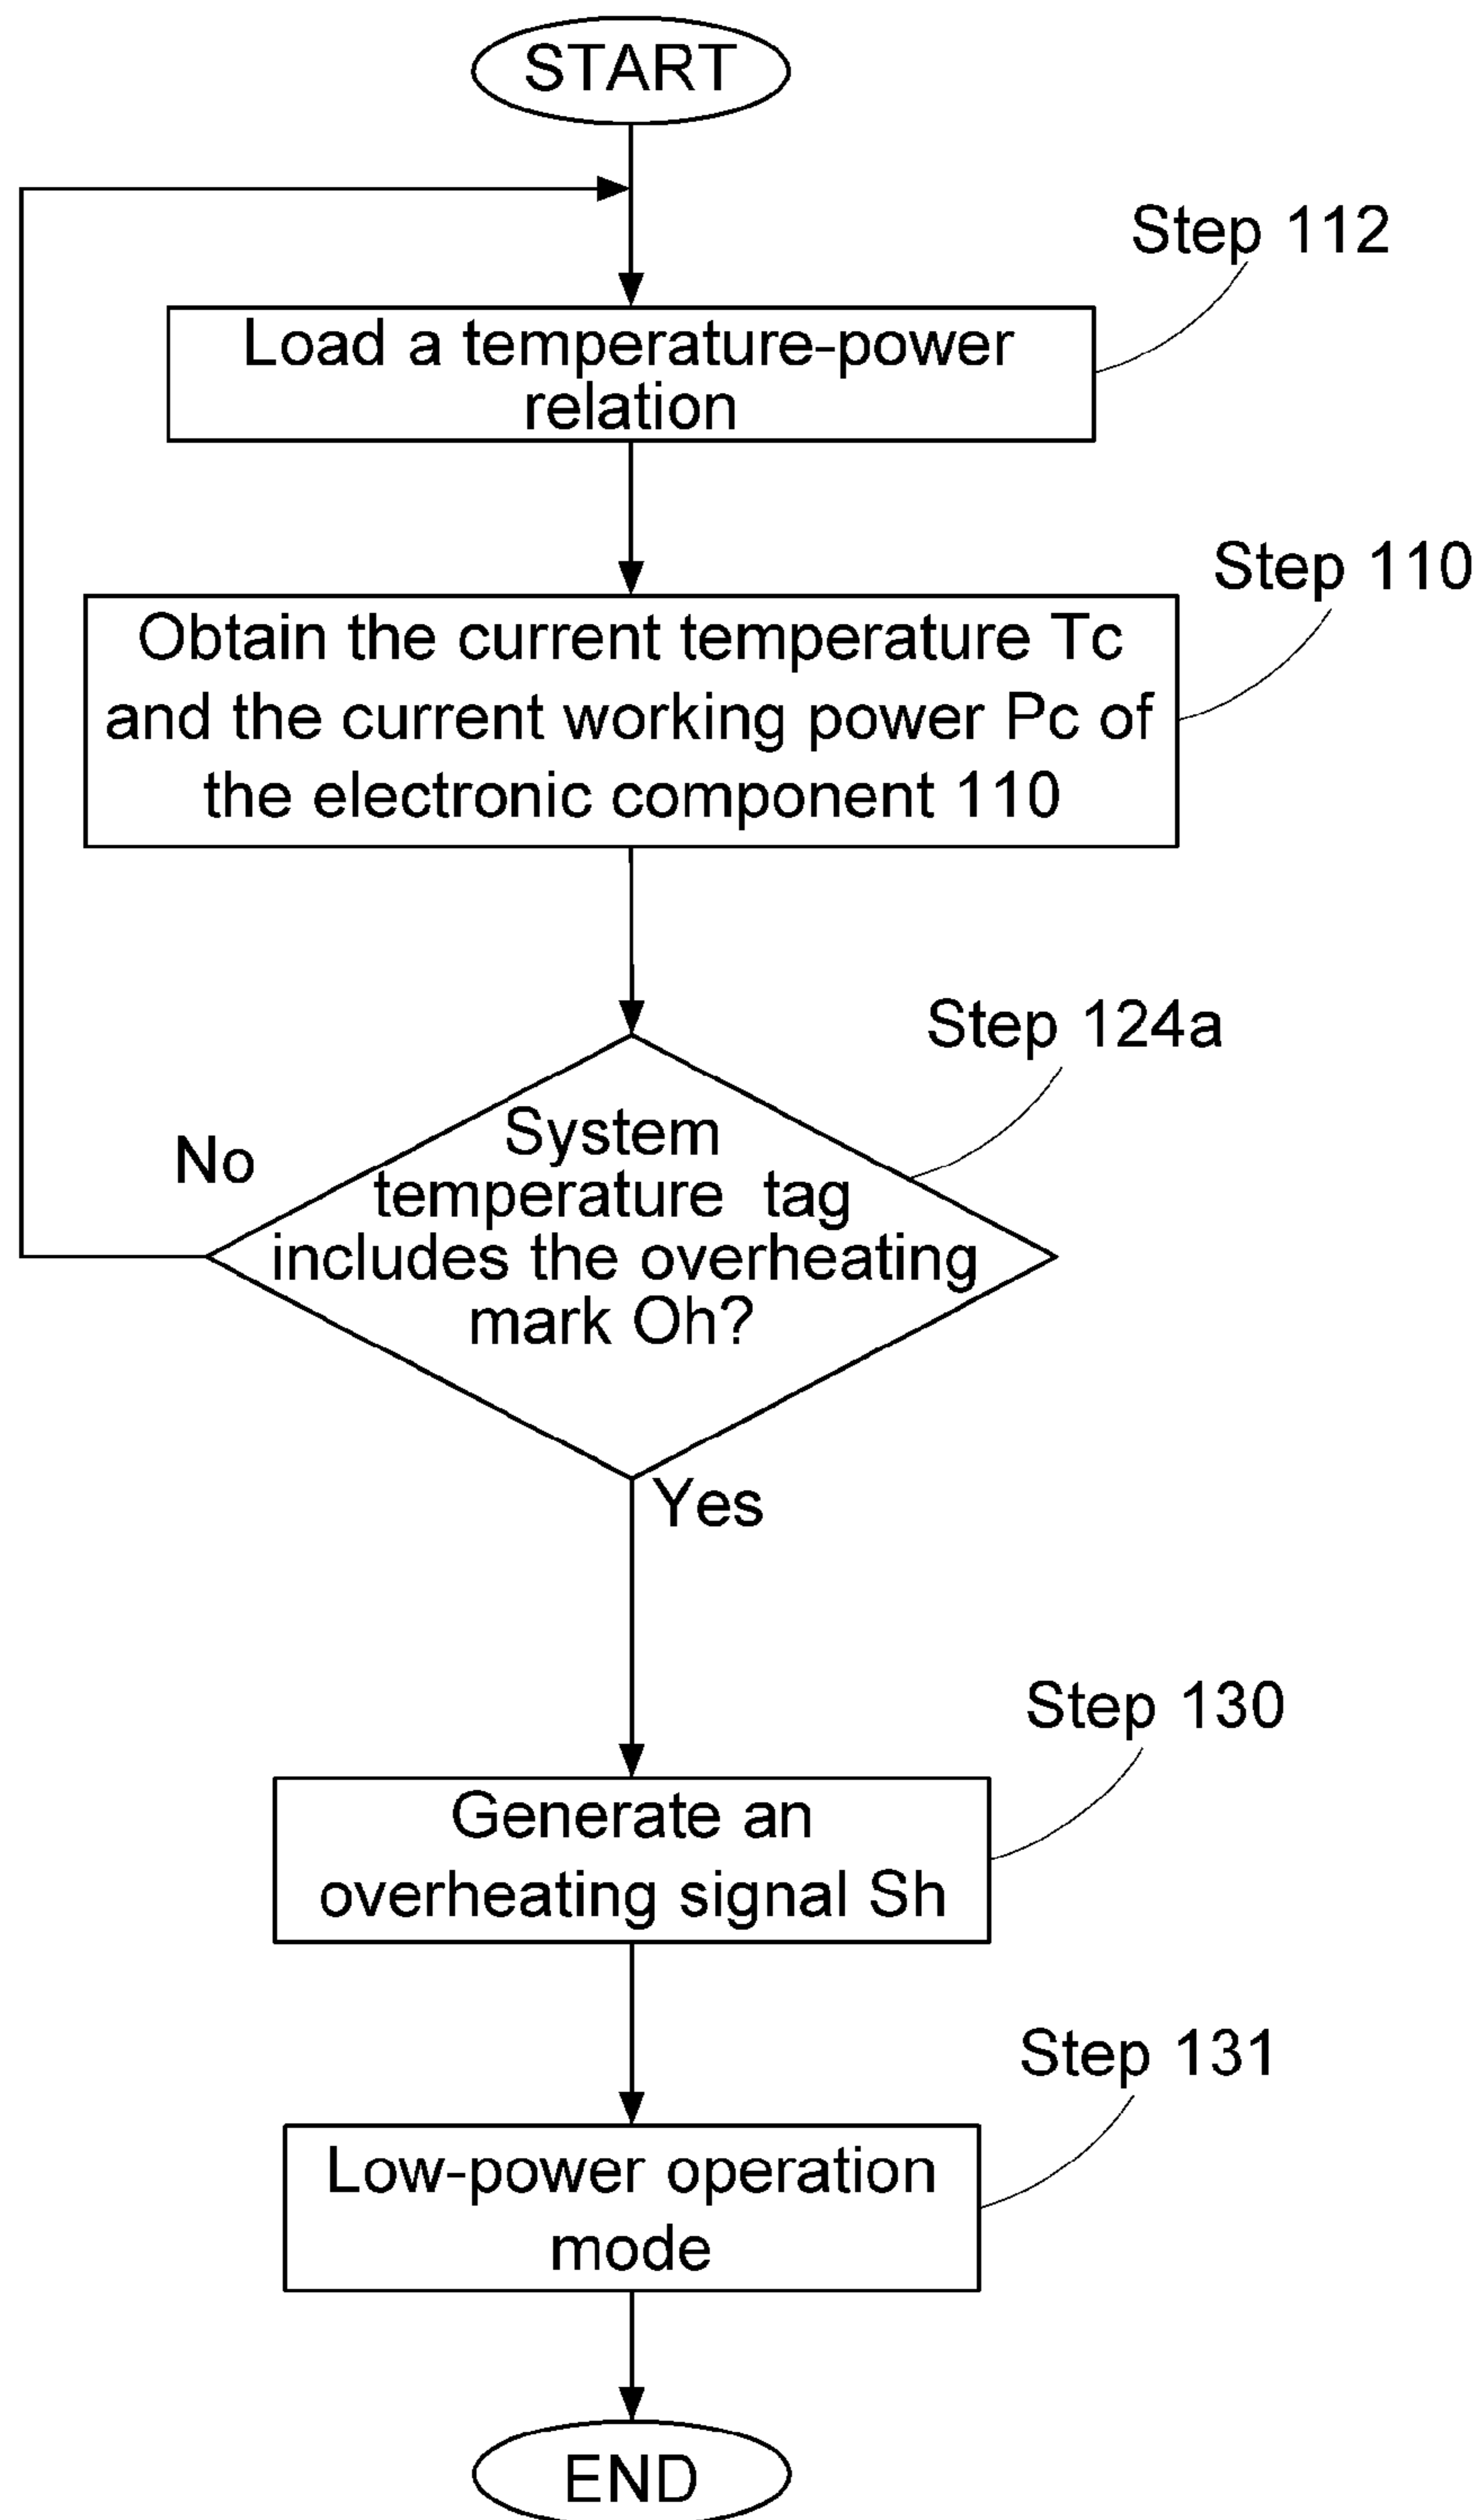 START
Step 112
Load a temperature-power
relation
Step 110
Obtain the current temperature Tc
and the current working power Pc of
the electronic component 110
Step 124a
System
temperature tag
includes the overheating
mark Oh?
No
Yes
Step 130
Generate an
overheating signal Sh
Step 131
Low-power operation
mode
END